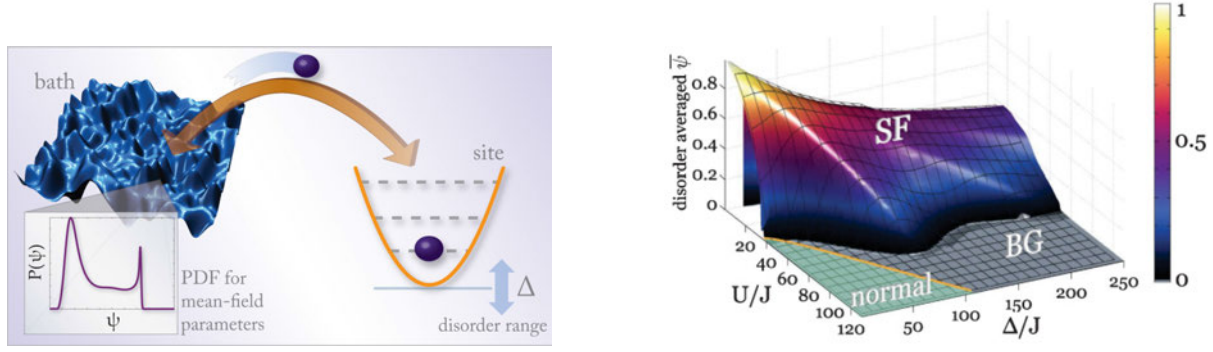 bath
site
P(ψ)
ψ
PDF for
mean-field
parameters
Δ
disorder range
disorder averaged ψ̅
0.8
0.6
0.4
0.2
0
SF
BG
normal
20
40
60
80
100
120
U/J
50
100
150
200
250
Δ/J
1
0.5
0